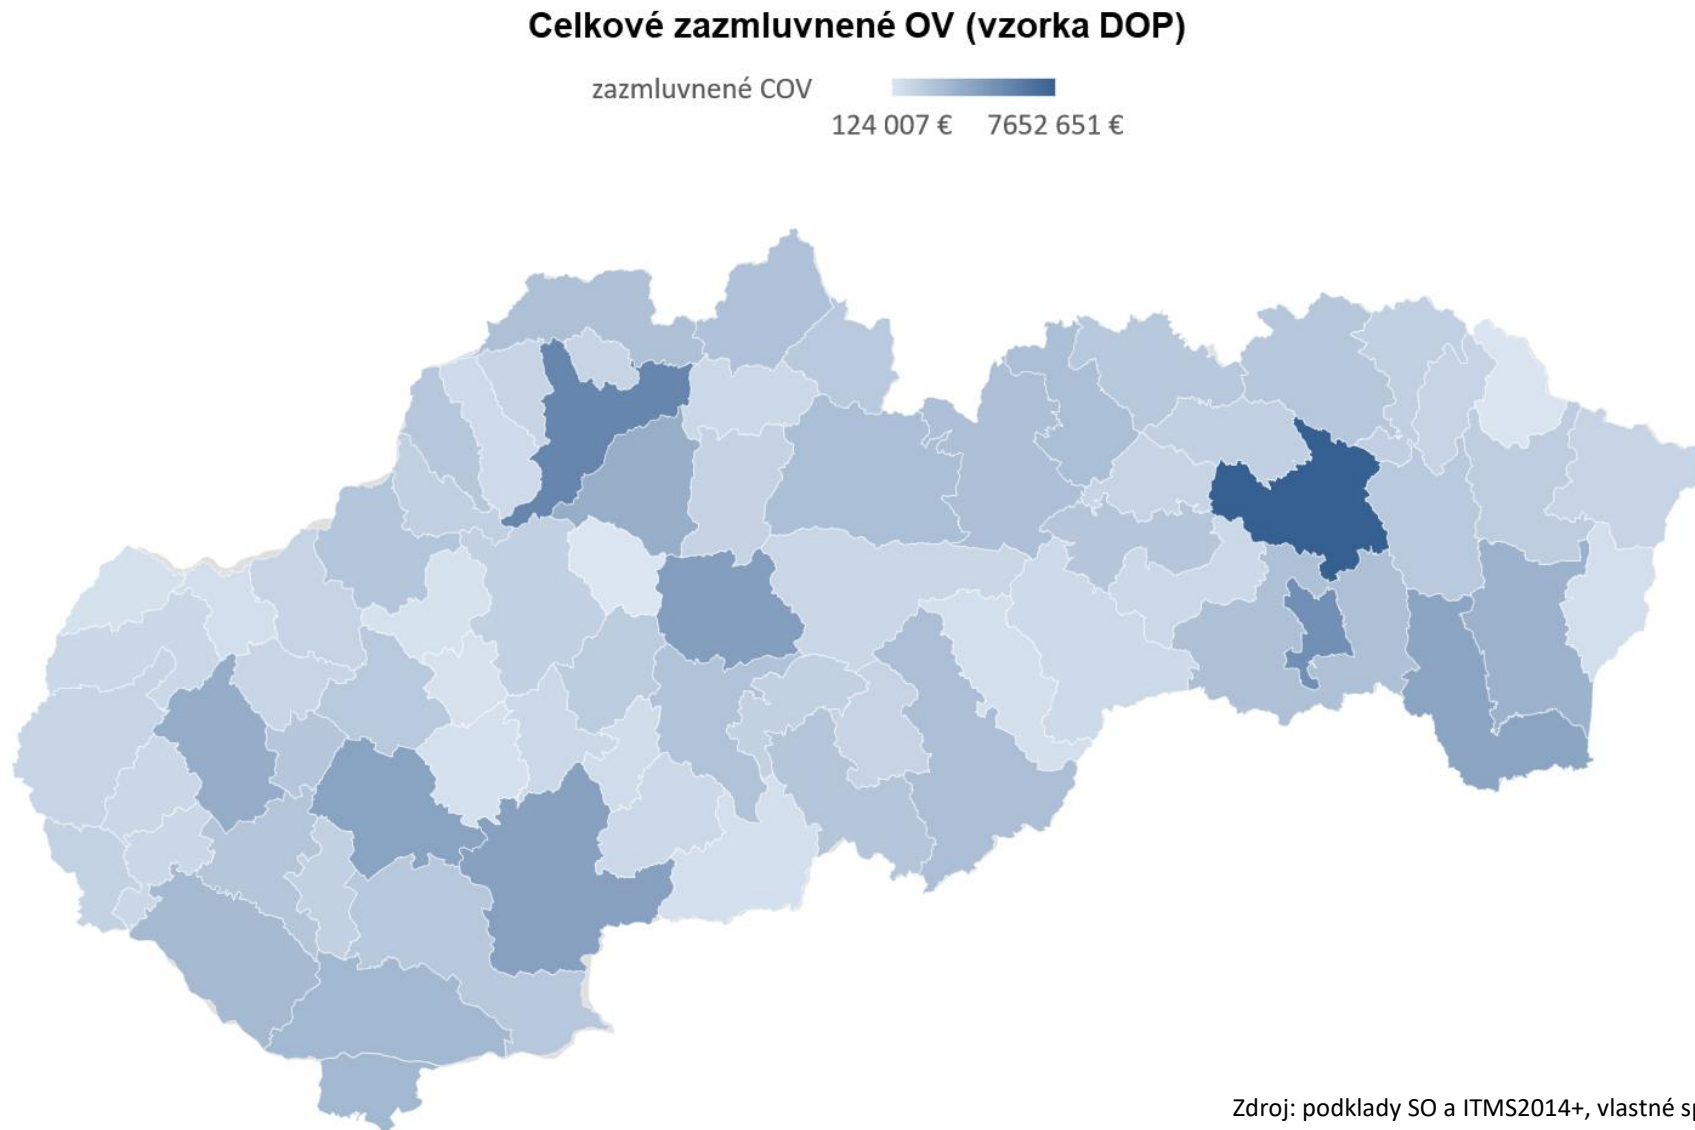 Celkové zazmluvnené OV (vzorka DOP)
zazmluvnené COV
124 007 € 7652 651 €
Zdroj: podklady SO a ITMS2014+, vlastné